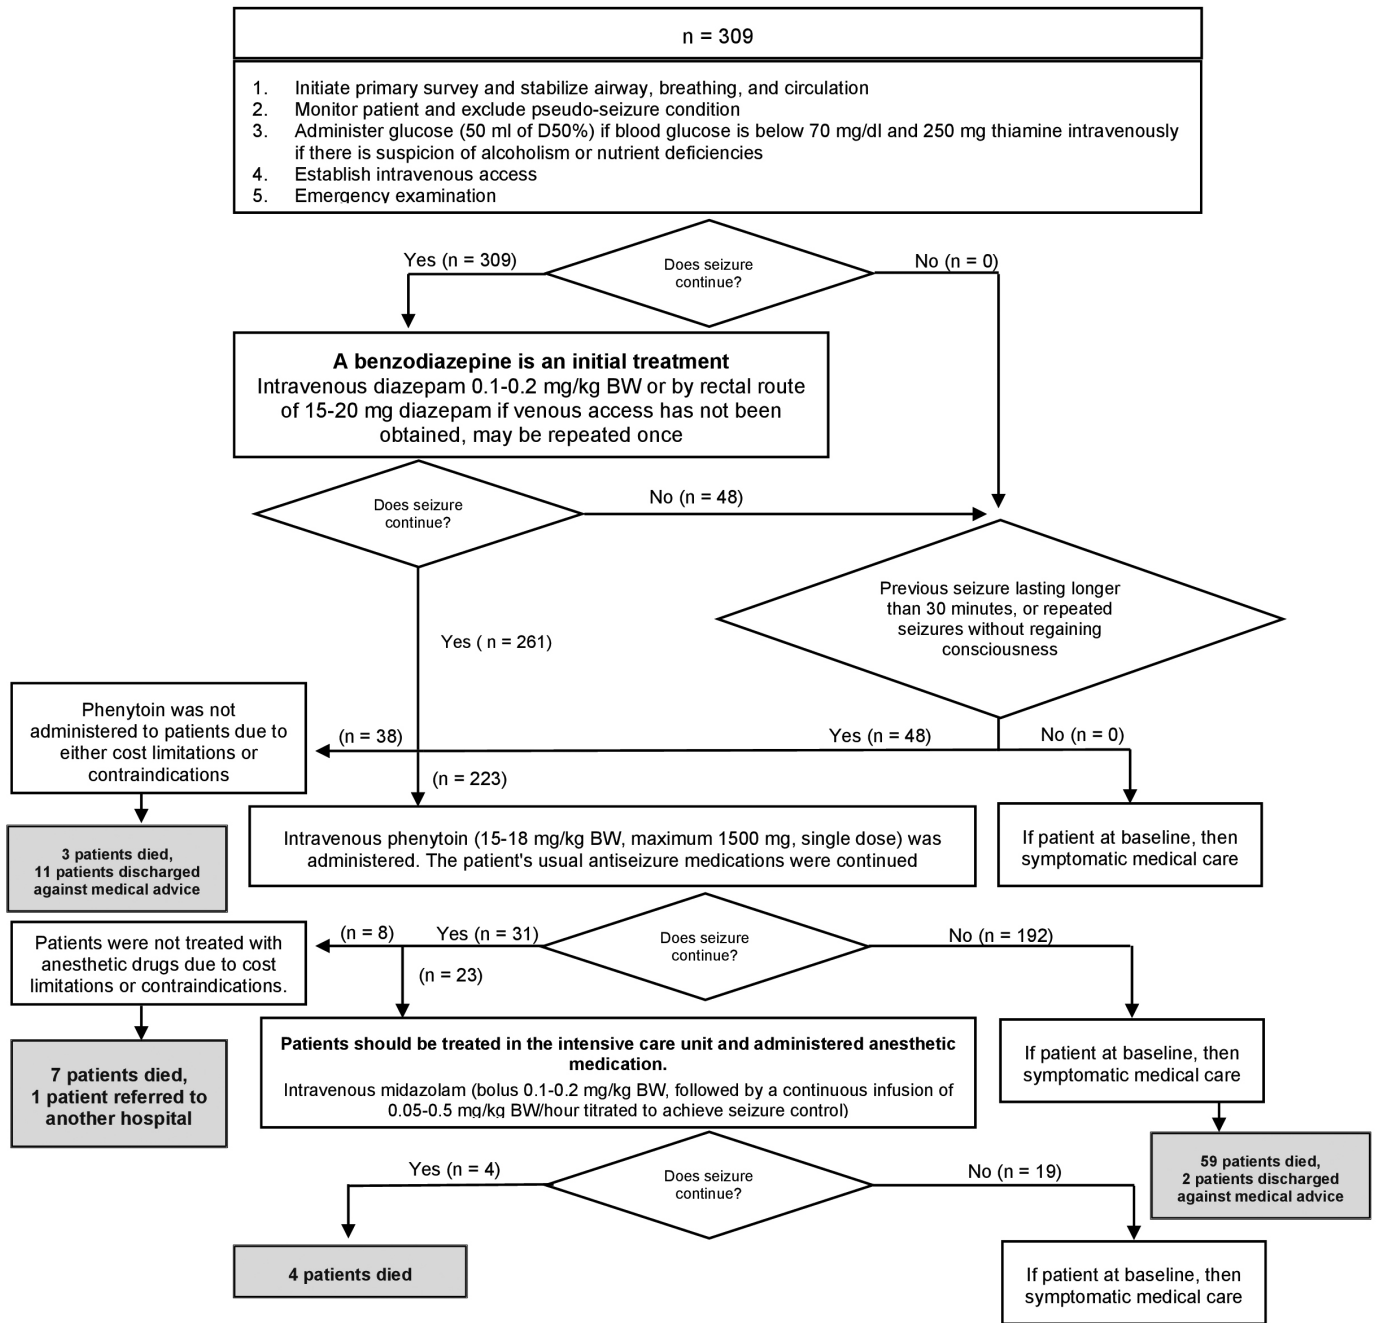 n = 309
1. Initiate primary survey and stabilize airway, breathing, and circulation
2. Monitor patient and exclude pseudo-seizure condition
3. Administer glucose (50 ml of D50%) if blood glucose is below 70 mg/dl and 250 mg thiamine intravenously
if there is suspicion of alcoholism or nutrient deficiencies
4. Establish intravenous access
5. Emergency examination
Yes (n = 309)
Does seizure
continue?
No (n = 0)
A benzodiazepine is an initial treatment
Intravenous diazepam 0.1-0.2 mg/kg BW or by rectal route
of 15-20 mg diazepam if venous access has not been
obtained, may be repeated once
Does seizure
continue?
No (n = 48)
Previous seizure lasting longer
than 30 minutes, or repeated
seizures without regaining
consciousness
Yes ( n = 261)
Phenytoin was not
administered to patients due to
either cost limitations or
contraindications
(n = 38)
Yes (n = 48)
No (n = 0)
(n = 223)
3 patients died,
11 patients discharged
against medical advice
Intravenous phenytoin (15-18 mg/kg BW, maximum 1500 mg, single dose) was
administered. The patient's usual antiseizure medications were continued
If patient at baseline, then
symptomatic medical care
Patients were not treated with
anesthetic drugs due to cost
limitations or contraindications.
(n = 8)
Yes (n = 31)
Does seizure
continue?
No (n = 192)
(n = 23)
7 patients died,
1 patient referred to
another hospital
Patients should be treated in the intensive care unit and administered anesthetic
medication.
Intravenous midazolam (bolus 0.1-0.2 mg/kg BW, followed by a continuous infusion of
0.05-0.5 mg/kg BW/hour titrated to achieve seizure control)
If patient at baseline, then
symptomatic medical care
59 patients died,
2 patients discharged
against medical advice
Yes (n = 4)
Does seizure
continue?
No (n = 19)
4 patients died
If patient at baseline, then
symptomatic medical care